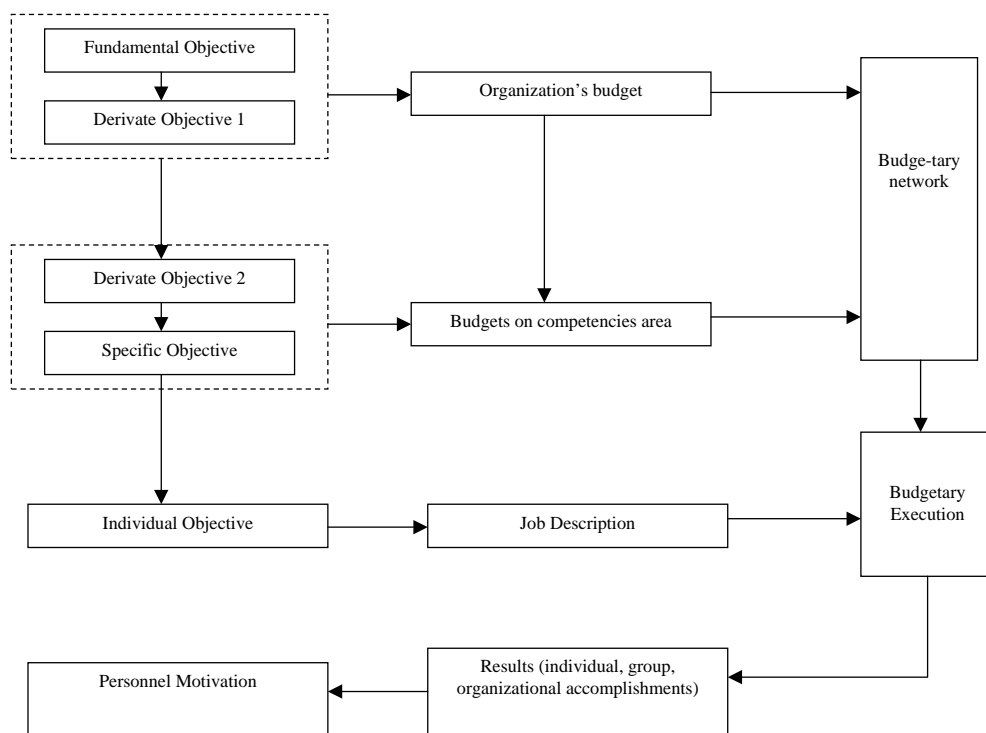 Fundamental Objective
Derivate Objective 1
Organization's budget
Budge-tary
network
Derivate Objective 2
Specific Objective
Budgets on competencies area
Individual Objective
Job Description
Budgetary
Execution
Personnel Motivation
Results (individual, group,
organizational accomplishments)